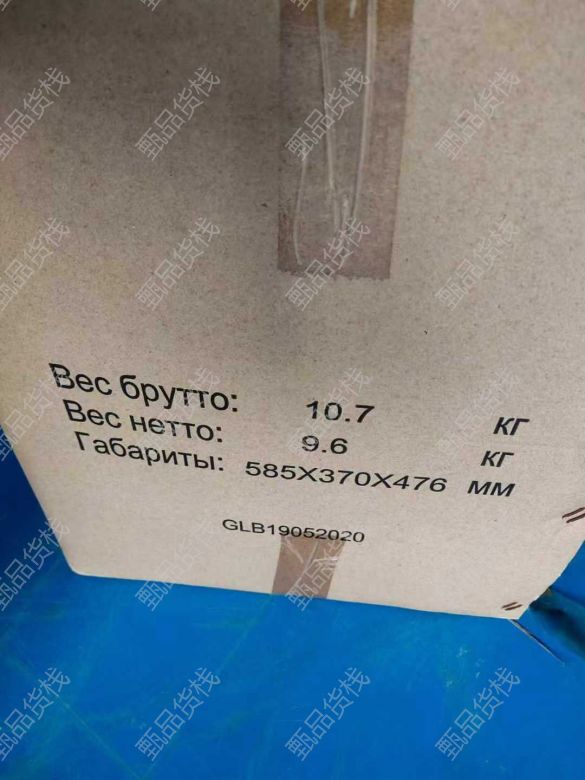 Вес брутто: 10.7 КГ
Вес нетто: 9.6 КГ
Габариты: 585X370X476 ММ
GLB19052020
甄品货栈